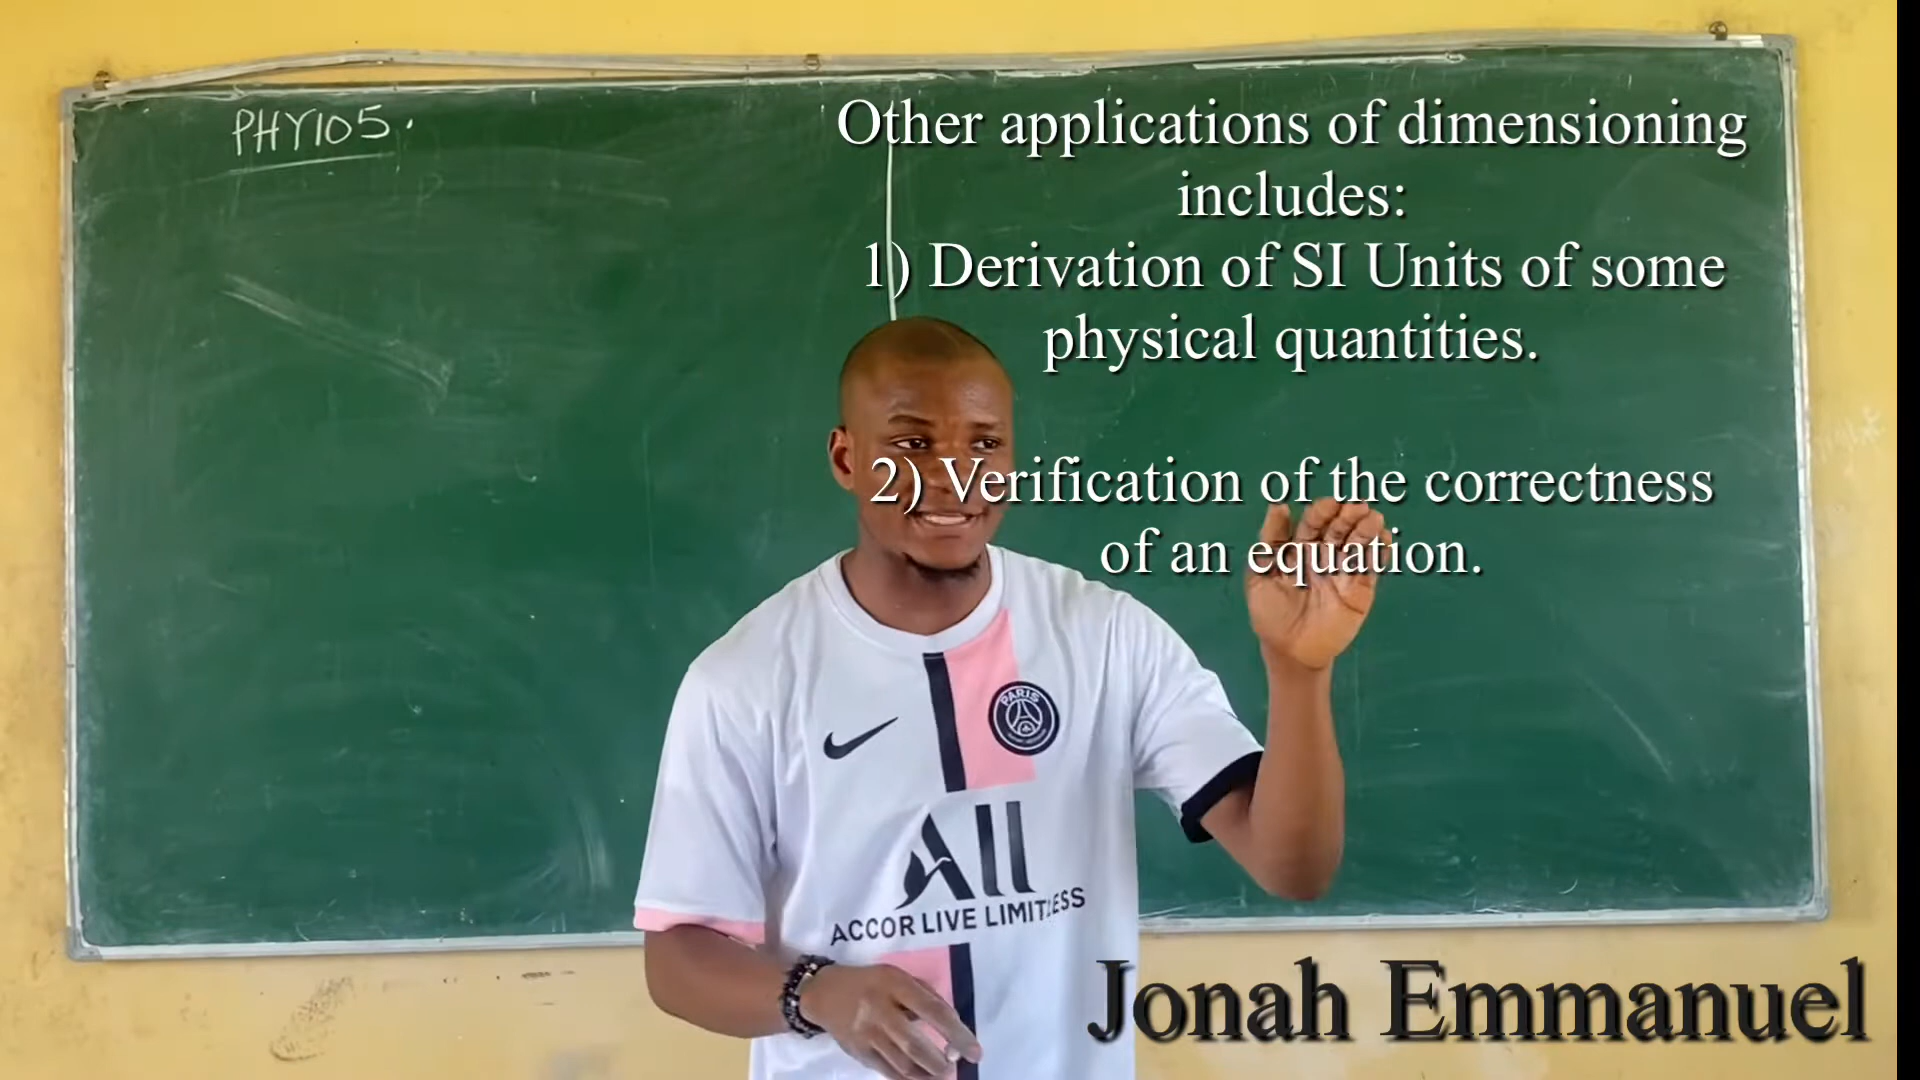 PHY105.
Other applications of dimensioning
includes:
1) Derivation of SI Units of some
physical quantities.
2) Verification of the correctness
of an equation.
PARIS
All
ACCOR LIVE LIMITLESS
Jonah Emmanuel